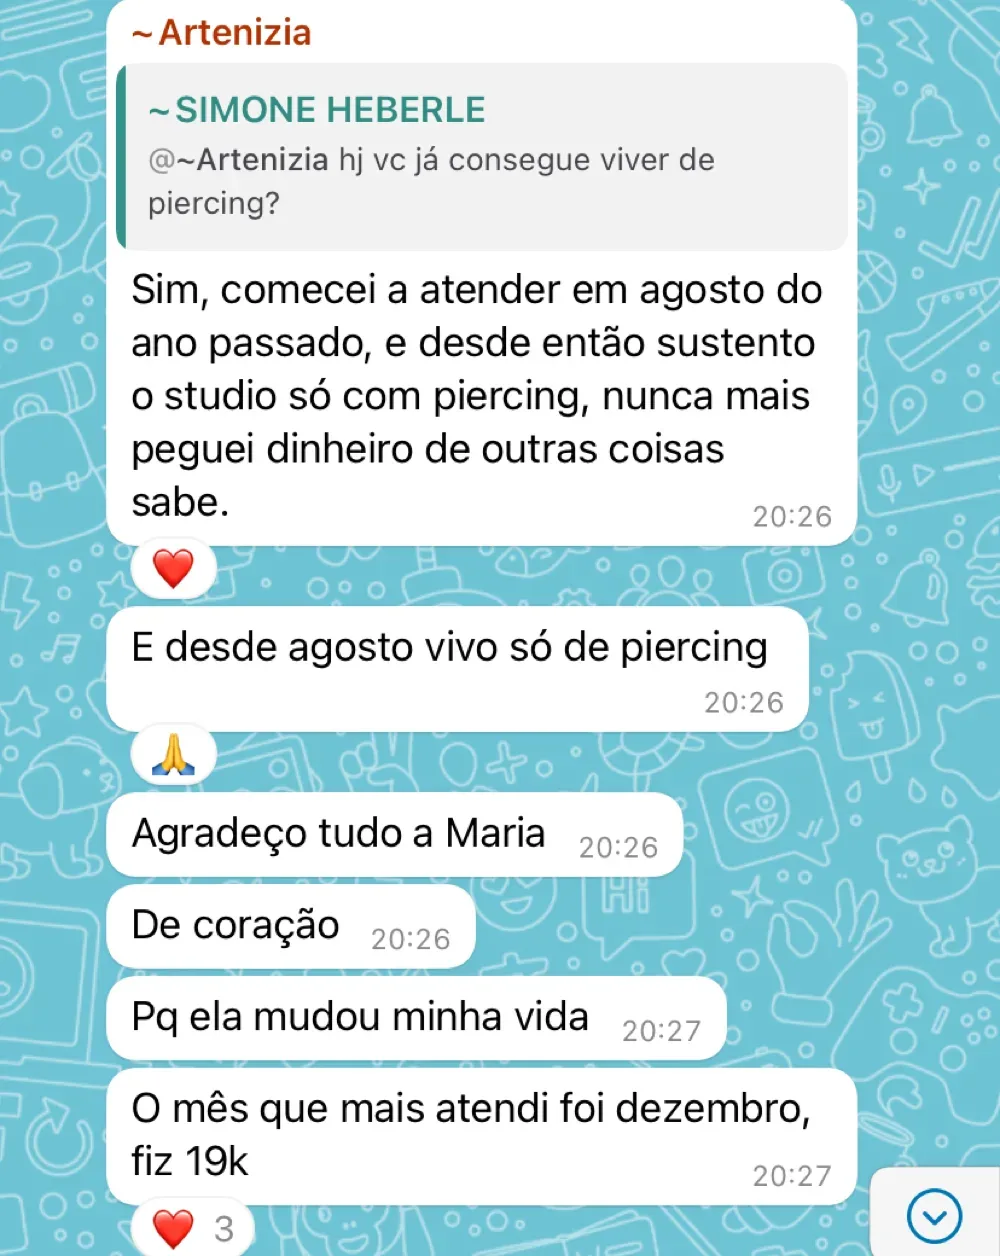 ~Artenizia
~SIMONE HEBERLE
@~Artenizia hj vc já consegue viver de
piercing?
Sim, comecei a atender em agosto do
ano passado, e desde então sustento
o studio só com piercing, nunca mais
peguei dinheiro de outras coisas
sabe.
20:26
E desde agosto vivo só de piercing
20:26
Agradeço tudo a Maria 20:26
De coração 20:26
Pq ela mudou minha vida 20:27
O mês que mais atendi foi dezembro,
fiz 19k
20:27
3
Hi